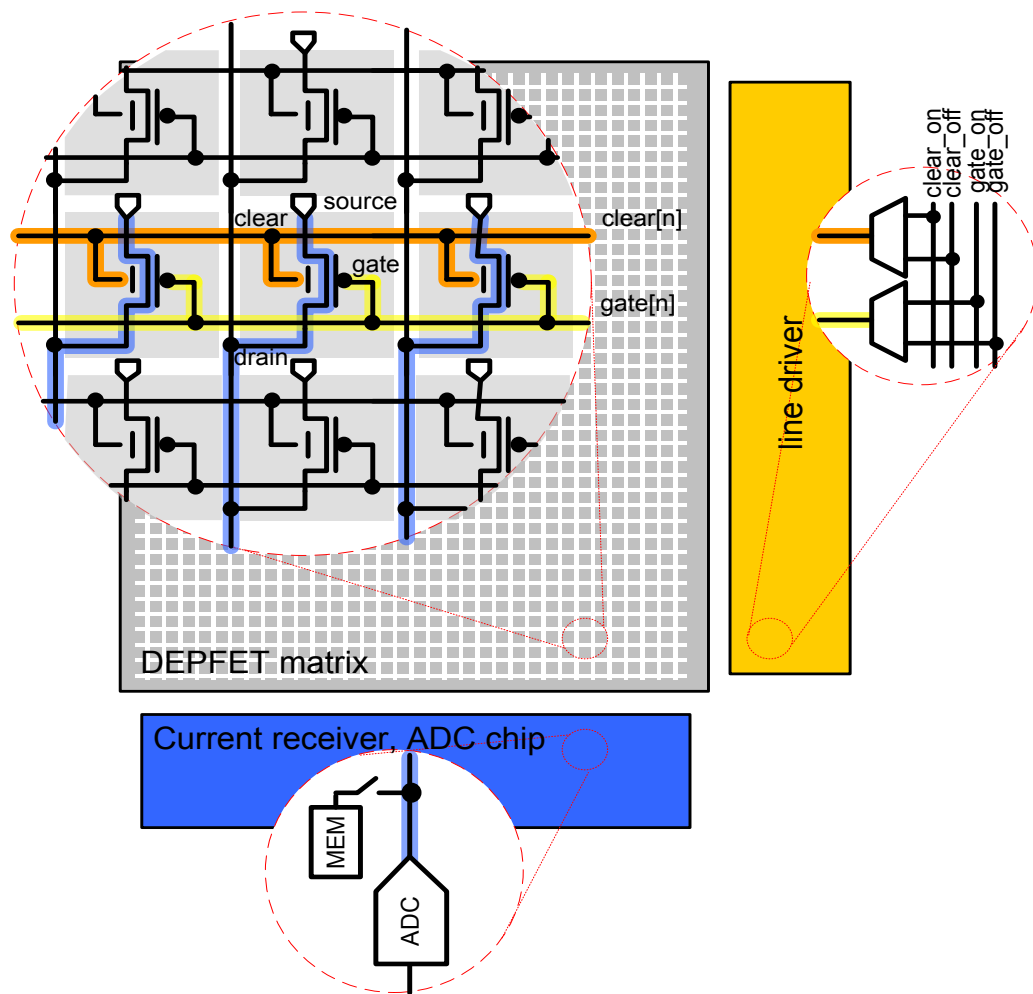 source
clear
clear[n]
gate
gate[n]
drain
DEPFET matrix
line driver
clear_on
clear_off
gate_on
gate_off
Current receiver, ADC chip
MEM
ADC